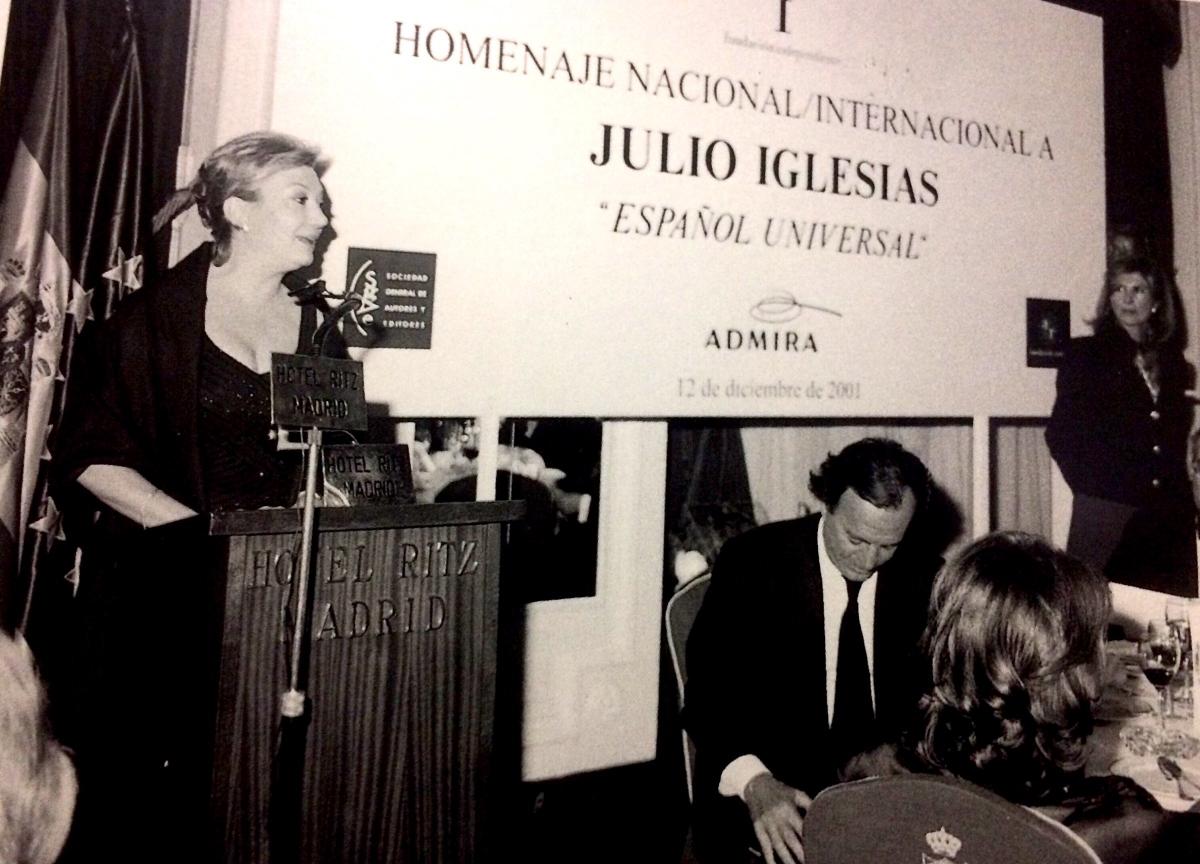 HOMENAJE NACIONAL/INTERNACIONAL A
JULIO IGLESIAS
"ESPAÑOL UNIVERSAL"
ADMIRA
12 de diciembre de 2001
SGAE
SOCIEDAD
GENERAL DE
AUTORES Y
EDITORES
HOTEL RITZ
MADRID
HOTEL RITZ
MADRID
HOTEL RITZ
MADRID